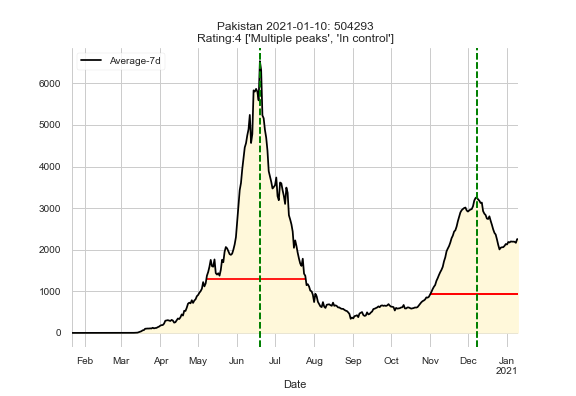 Pakistan 2021-01-10: 504293
Rating:4 ['Multiple peaks', 'In control']
Average-7d
6000
5000
4000
3000
2000
1000
0
Feb Mar Apr May Jun Jul Aug Sep Oct Nov Dec Jan
2021
Date